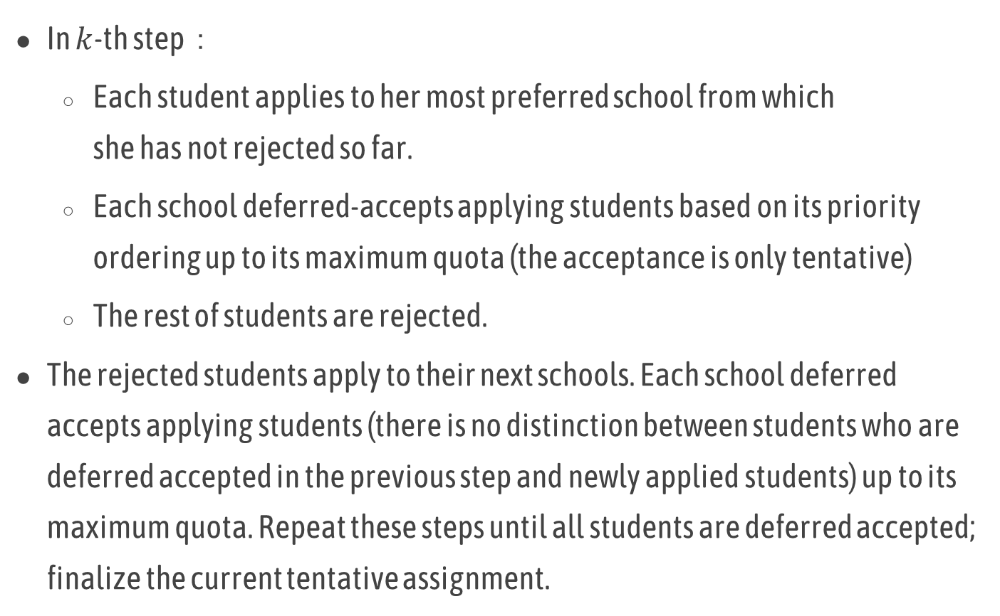 ● In k-th step :
○ Each student applies to her most preferred school from which
she has not rejected so far.
○ Each school deferred-accepts applying students based on its priority
ordering up to its maximum quota (the acceptance is only tentative)
○ The rest of students are rejected.
● The rejected students apply to their next schools. Each school deferred
accepts applying students (there is no distinction between students who are
deferred accepted in the previous step and newly applied students) up to its
maximum quota. Repeat these steps until all students are deferred accepted;
finalize the current tentative assignment.